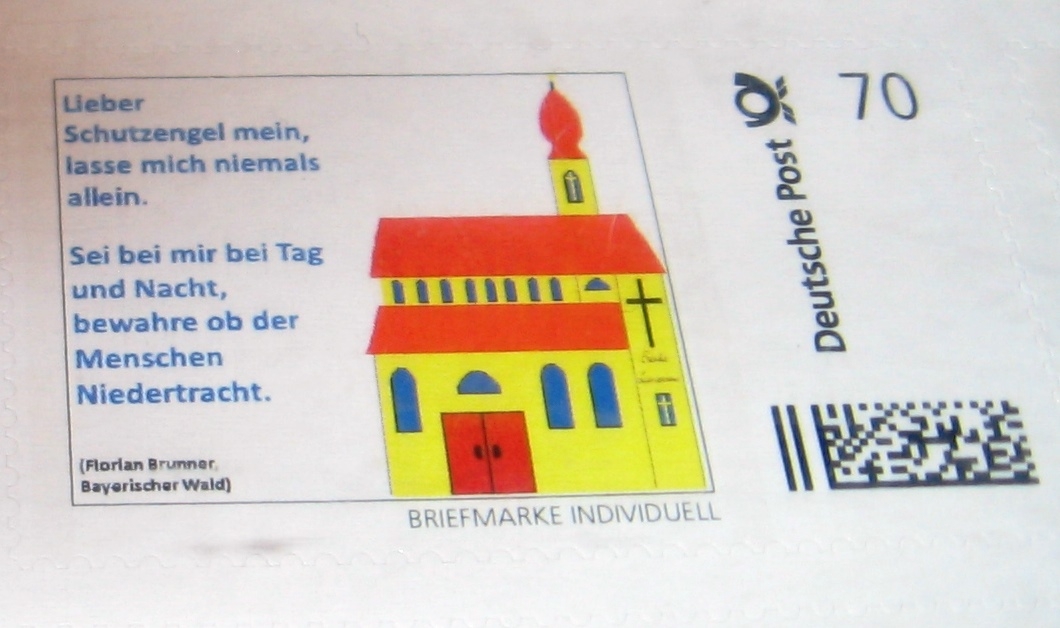 Lieber
Schutzengel mein,
lasse mich niemals
allein.
Sei bei mir bei Tag
und Nacht,
bewahre ob der
Menschen
Niedertracht.
(Florian Brunner,
Bayerischer Wald)
BRIEFMARKE INDIVIDUELL
Deutsche Post
70